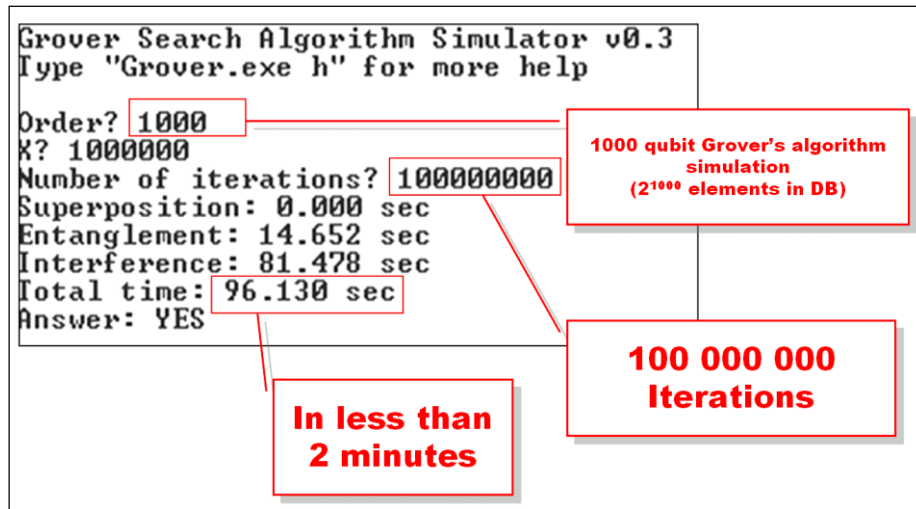 Grover Search Algorithm Simulator v0.3
Type "Grover.exe h" for more help
Order? 1000
X? 1000000
Number of iterations? 100000000
Superposition: 0.000 sec
Entanglement: 14.652 sec
Interference: 81.478 sec
Total time: 96.130 sec
Answer: YES
1000 qubit Grover's algorithm
simulation
(2¹⁰⁰⁰ elements in DB)
100 000 000
Iterations
In less than
2 minutes